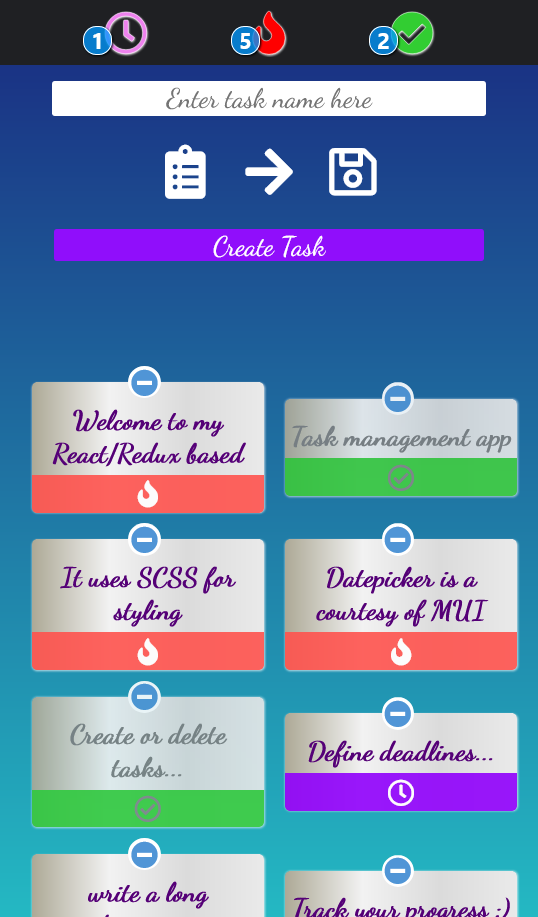 1
5
2
Enter task name here
Create Task
Welcome to my
React/Redux based
Task management app
It uses SCSS for
styling
Datepicker is a
courtesy of MUI
Create or delete
tasks...
Define deadlines...
write a long
Track your progress :)